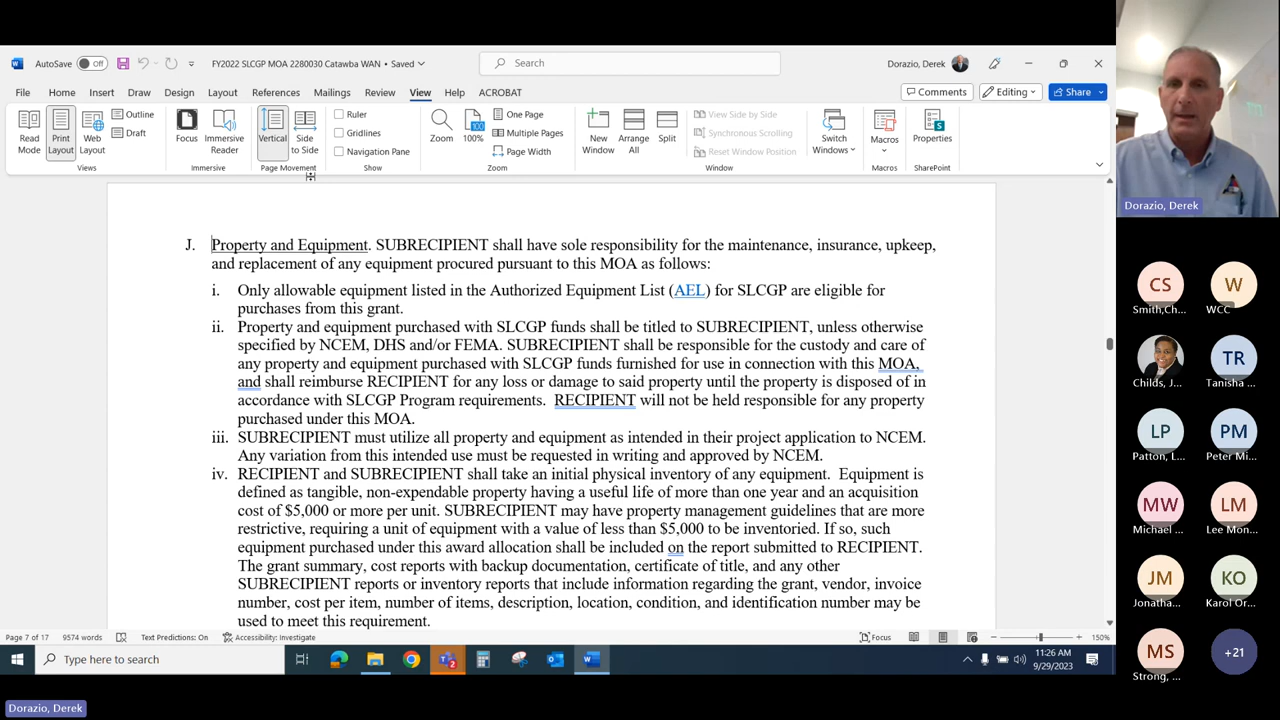 AutoSave Off FY2022 SLCGP MOA 2280030 Catawba WAN • Saved Search Dorazio, Derek
File Home Insert Draw Design Layout References Mailings Review View Help ACROBAT Comments Editing Share
Read Mode
Print Layout
Web Layout
Outline
Draft
Views
Focus
Immersive Reader
Immersive
Vertical
Side to Side
Page Movement
Ruler
Gridlines
Navigation Pane
Show
Zoom
100
100%
One Page
Multiple Pages
Page Width
Zoom
New Window
Arrange All
Split
View Side by Side
Synchronous Scrolling
Reset Window Position
Window
Switch Windows
Macros
Macros
Properties
SharePoint
J. Property and Equipment. SUBRECIPIENT shall have sole responsibility for the maintenance, insurance, upkeep,
and replacement of any equipment procured pursuant to this MOA as follows:
i. Only allowable equipment listed in the Authorized Equipment List (AEL) for SLCGP are eligible for
purchases from this grant.
ii. Property and equipment purchased with SLCGP funds shall be titled to SUBRECIPIENT, unless otherwise
specified by NCEM, DHS and/or FEMA. SUBRECIPIENT shall be responsible for the custody and care of
any property and equipment purchased with SLCGP funds furnished for use in connection with this MOA,
and shall reimburse RECIPIENT for any loss or damage to said property until the property is disposed of in
accordance with SLCGP Program requirements. RECIPIENT will not be held responsible for any property
purchased under this MOA.
iii. SUBRECIPIENT must utilize all property and equipment as intended in their project application to NCEM.
Any variation from this intended use must be requested in writing and approved by NCEM.
iv. RECIPIENT and SUBRECIPIENT shall take an initial physical inventory of any equipment. Equipment is
defined as tangible, non-expendable property having a useful life of more than one year and an acquisition
cost of $5,000 or more per unit. SUBRECIPIENT may have property management guidelines that are more
restrictive, requiring a unit of equipment with a value of less than $5,000 to be inventoried. If so, such
equipment purchased under this award allocation shall be included on the report submitted to RECIPIENT.
The grant summary, cost reports with backup documentation, certificate of title, and any other
SUBRECIPIENT reports or inventory reports that include information regarding the grant, vendor, invoice
number, cost per item, number of items, description, location, condition, and identification number may be
used to meet this requirement.
Page 7 of 17 9574 words Text Predictions: On Accessibility: Investigate Focus 150%
Type here to search
11:26 AM
9/29/2023
Dorazio, Derek
Dorazio, Derek
CS W
Smith,Ch... WCC
TR
Childs, J... Tanisha ...
LP PM
Patton, L... Peter Mi...
MW LM
Michael ... Lee Mon...
JM KO
Jonatha... Karol Or...
MS +21
Strong, ...